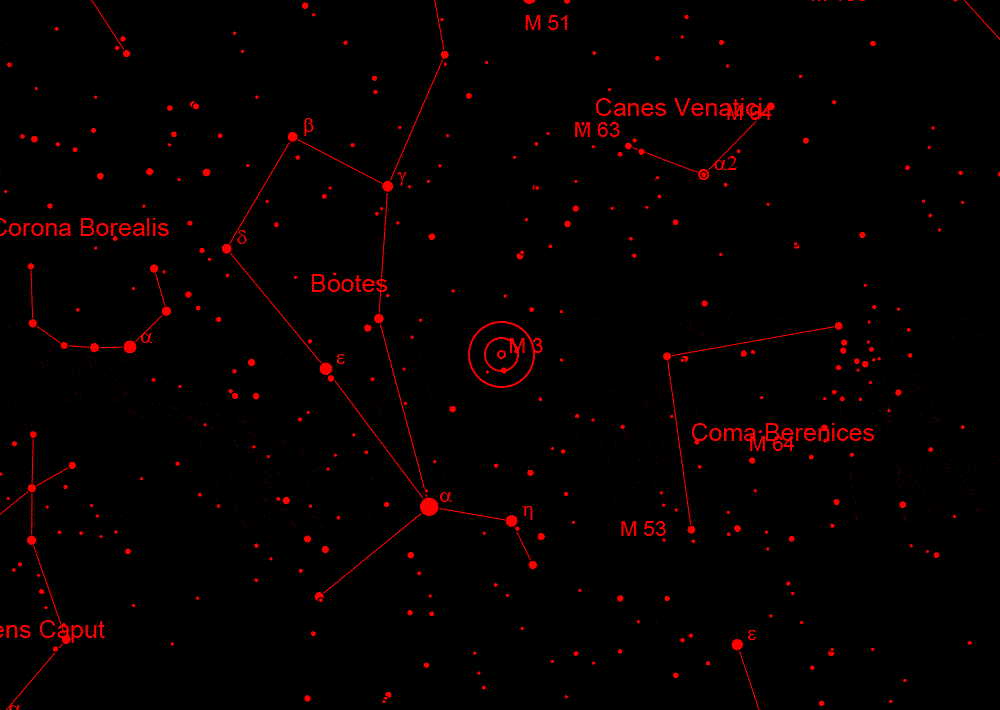 M 51
Canes Venatici
M 94
M 63
β
α2
γ
Corona Borealis
δ
Bootes
α
M 3
ε
Coma Berenices
M 64
α
η
M 53
ens Caput
ε
α